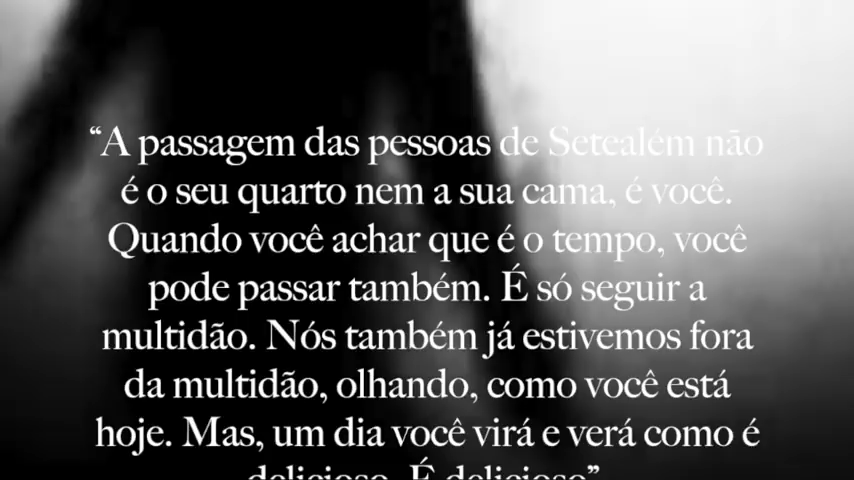 “A passagem das pessoas de Setealém não
é o seu quarto nem a sua cama, é você.
Quando você achar que é o tempo, você
pode passar também. É só seguir a
multidão. Nós também já estivemos fora
da multidão, olhando, como você está
hoje. Mas, um dia você virá e verá como é
delicioso. É delicioso”